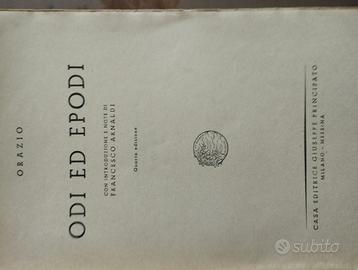 ORAZIO
ODI ED EPODI
CON INTRODUZIONE E NOTE DI
FRANCESCO ARNALDI
Quarta edizione
CASA EDITRICE GIUSEPPE PRINCIPATO
MILANO - MESSINA
subito